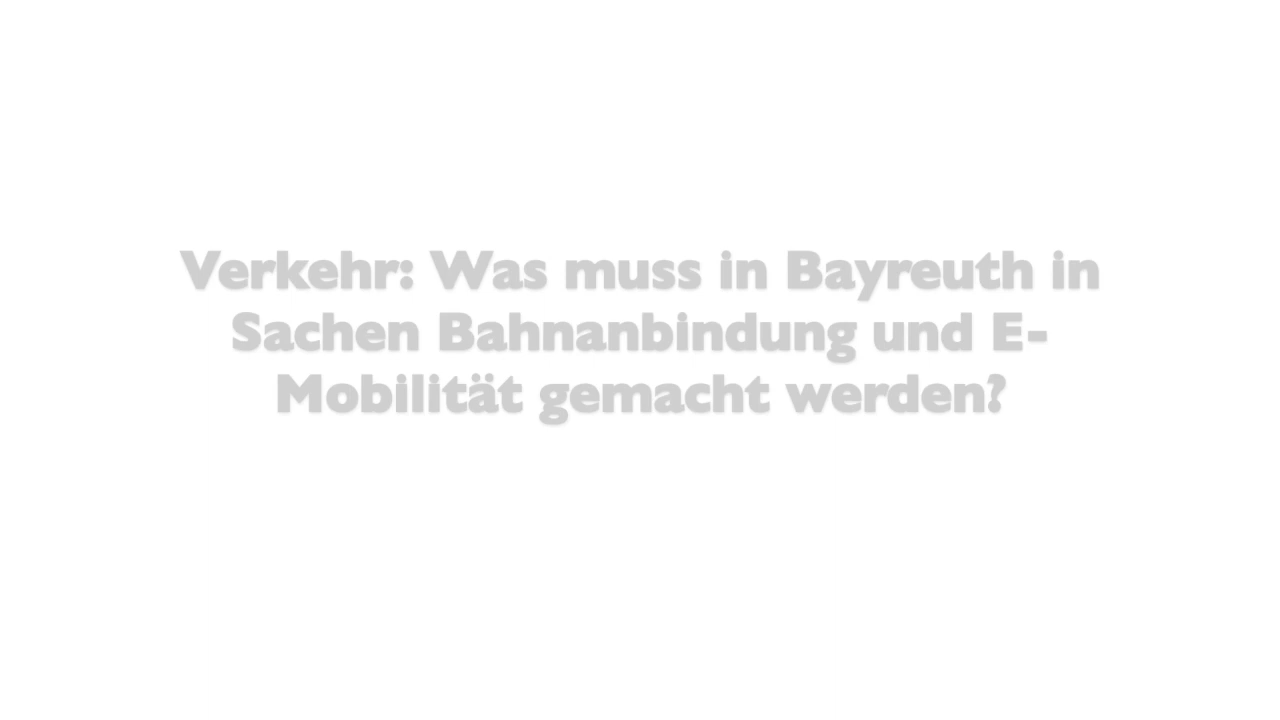 Verkehr: Was muss in Bayreuth in
Sachen Bahnanbindung und E-
Mobilität gemacht werden?